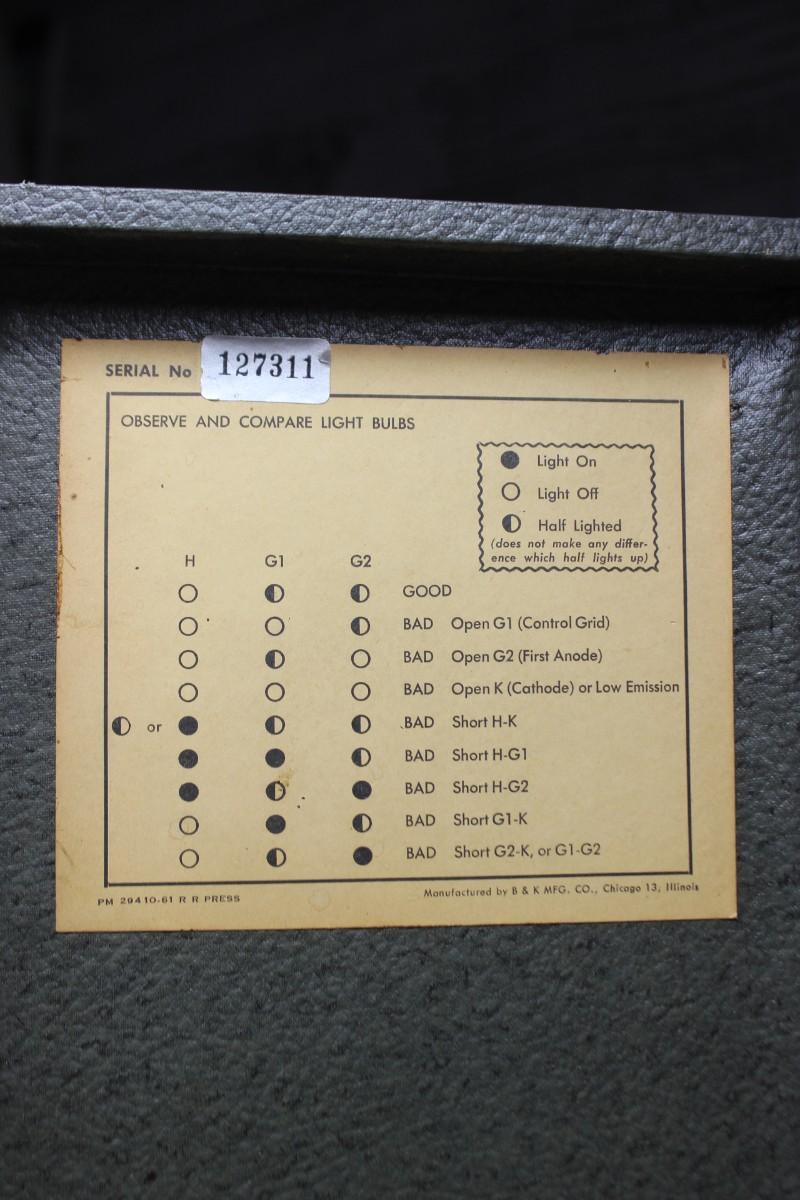 SERIAL No 127311
OBSERVE AND COMPARE LIGHT BULBS
● Light On
○ Light Off
◐ Half Lighted
(does not make any differ-
ence which half lights up)
H G1 G2
○ ◐ ◐ GOOD
○ ○ ◐ BAD Open G1 (Control Grid)
○ ◐ ○ BAD Open G2 (First Anode)
○ ○ ○ BAD Open K (Cathode) or Low Emission
◐ or ● ◐ ◐ BAD Short H-K
● ● ◐ BAD Short H-G1
● ◐ ● BAD Short H-G2
○ ● ◐ BAD Short G1-K
○ ◐ ● BAD Short G2-K, or G1-G2
PM 29410-61 R R PRESS
Manufactured by B & K MFG. CO., Chicago 13, Illinois